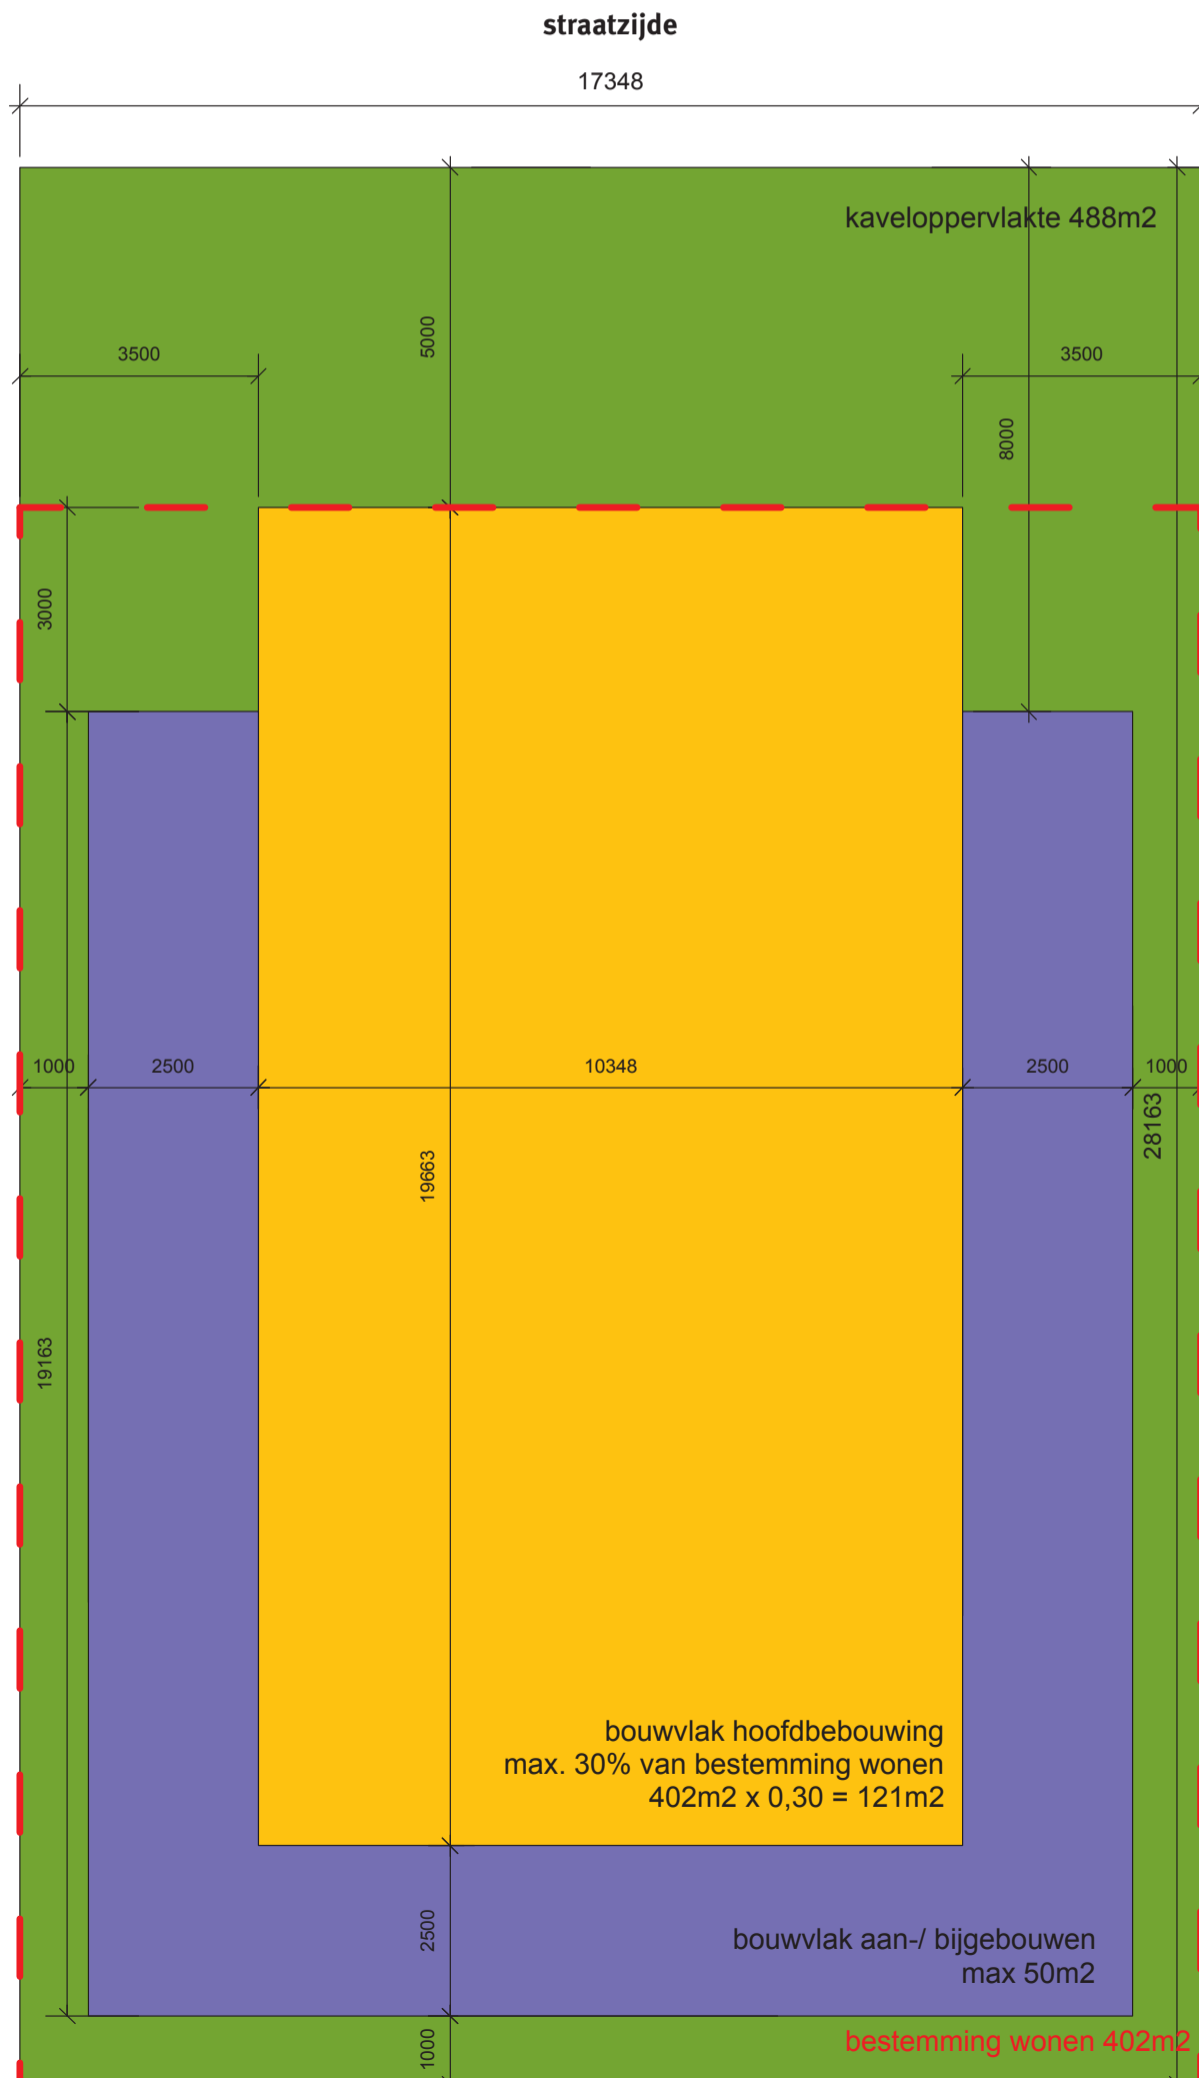 straatzijde
17348
kaveloppervlakte 488m2
5000
3500
3500
8000
3000
1000
2500
10348
2500
1000
28163
19663
19163
bouwvlak hoofdbebouwing
max. 30% van bestemming wonen
402m2 x 0,30 = 121m2
2500
bouwvlak aan-/ bijgebouwen
max 50m2
1000
bestemming wonen 402m2